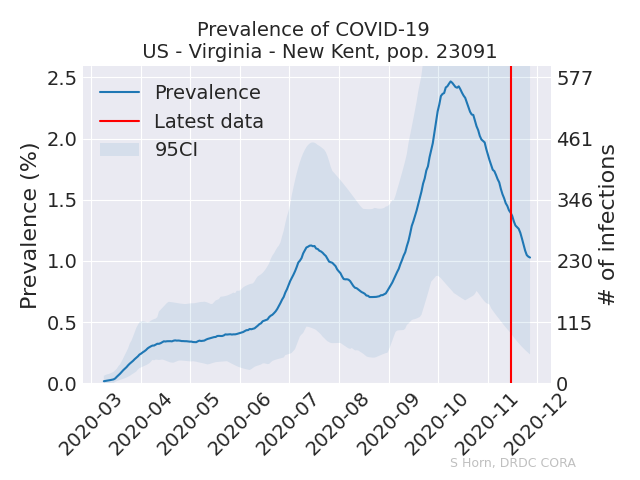 Prevalence of COVID-19
US - Virginia - New Kent, pop. 23091
Prevalence
Latest data
95CI
Prevalence (%)
2.5
2.0
1.5
1.0
0.5
0.0
577
461
346
230
115
0
# of infections
2020-03
2020-04
2020-05
2020-06
2020-07
2020-08
2020-09
2020-10
2020-11
2020-12
S Horn, DRDC CORA